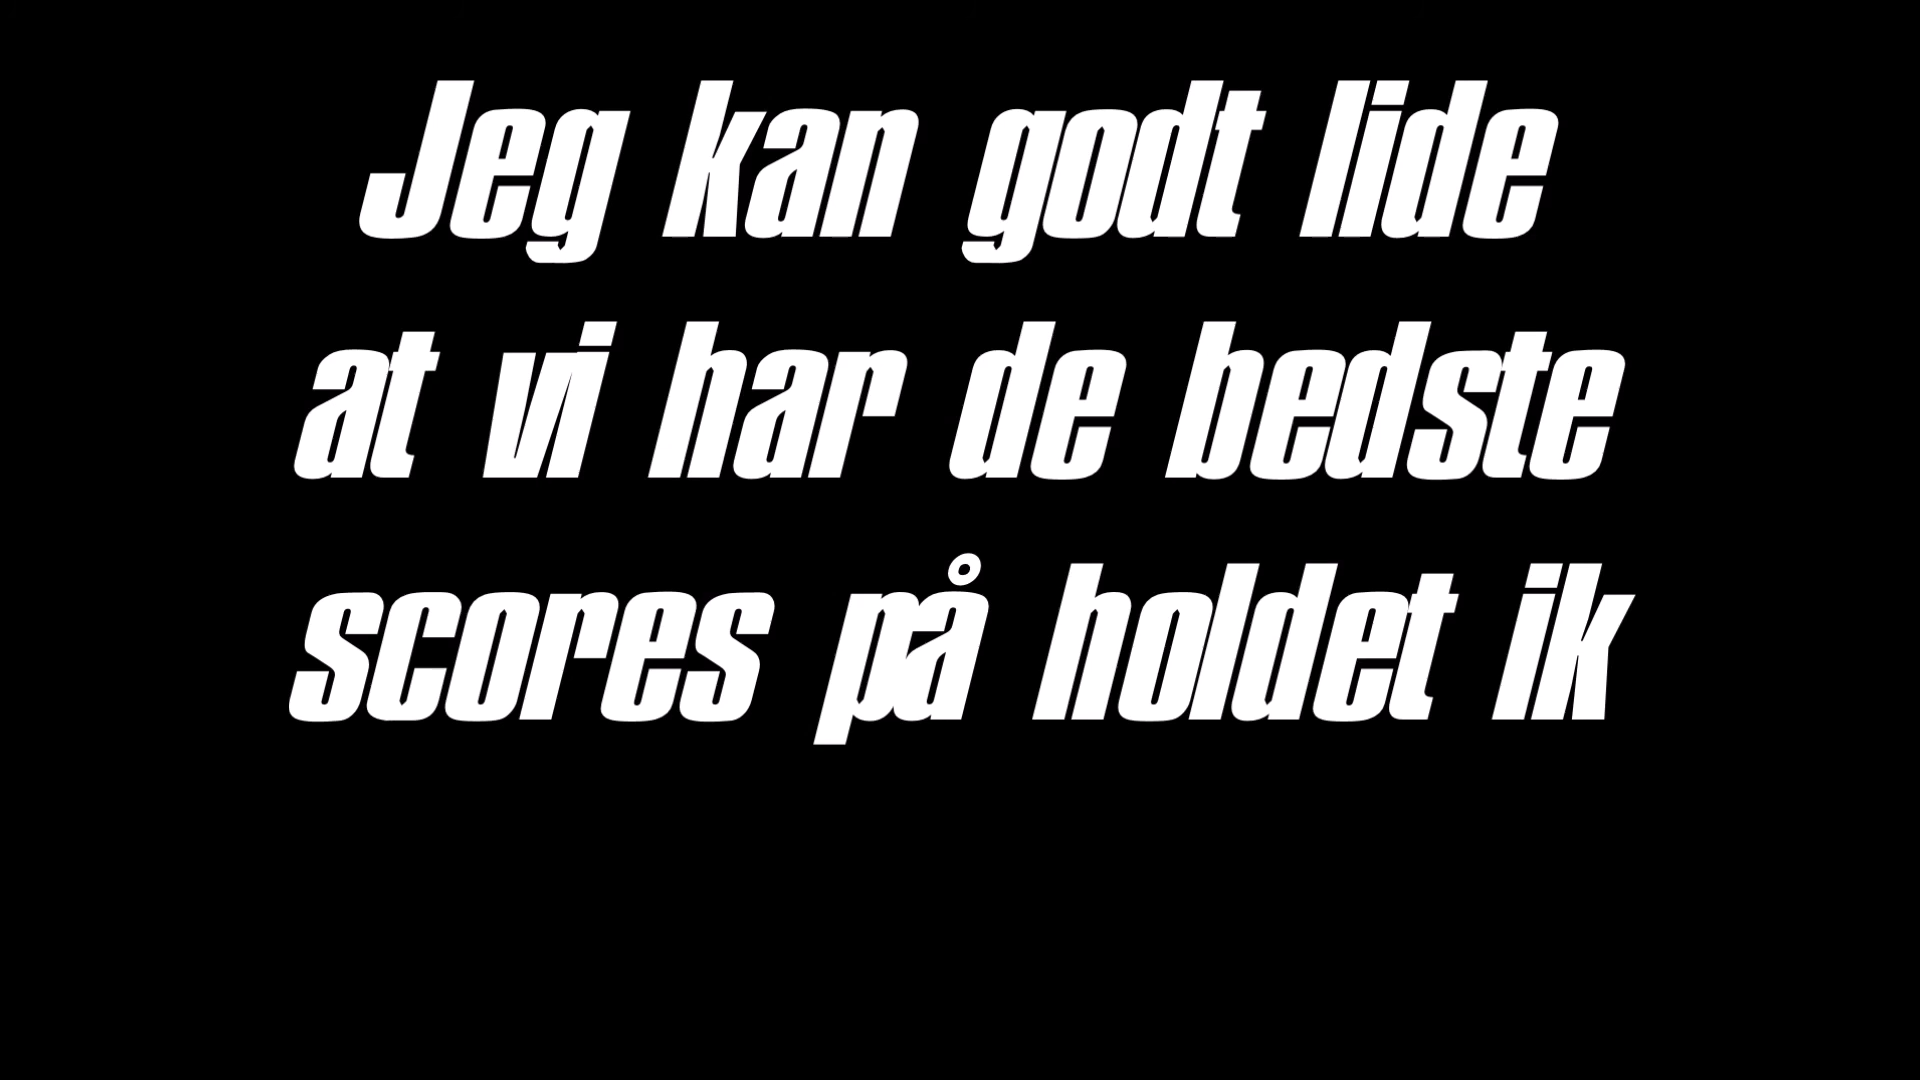 Jeg kan godt lide
at vi har de bedste
scores på holdet ik